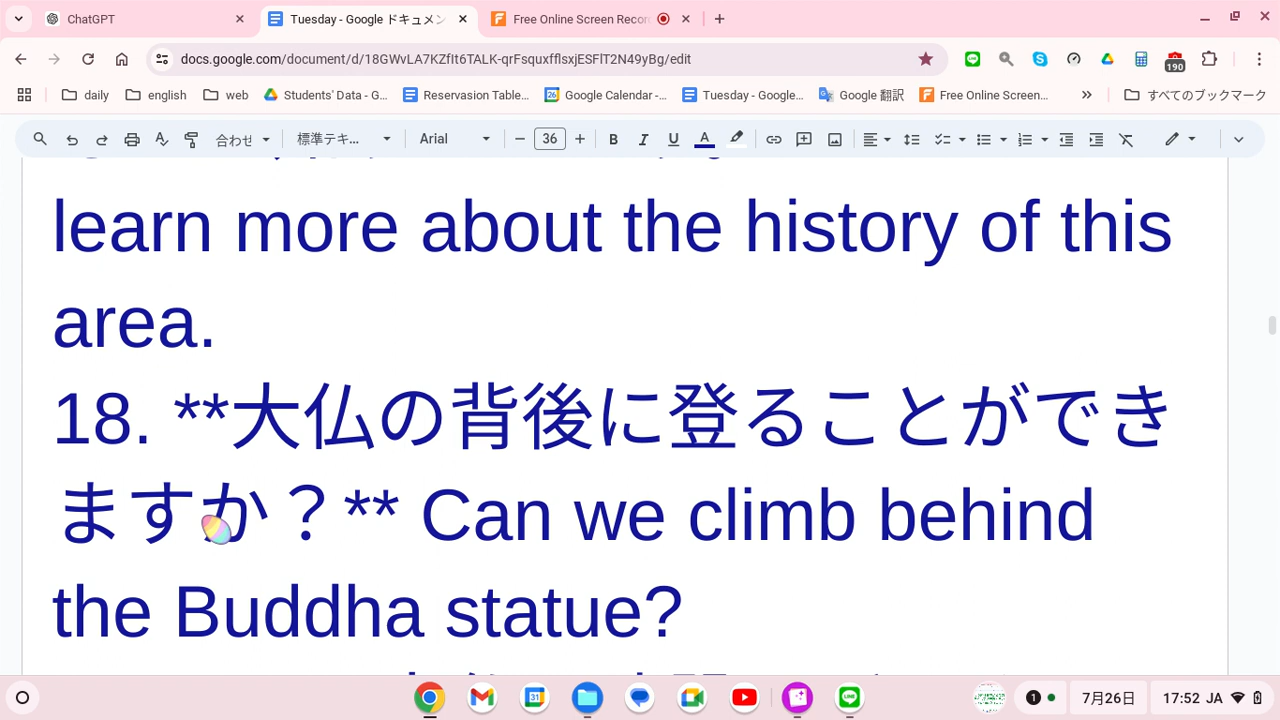 ChatGPT
Tuesday - Google ドキュメン
Free Online Screen Recor
docs.google.com/document/d/18GWvt_A7KZfIt6TALK-qrFsquxfflsxjESFlT2N49yBg/edit
190
daily
english
web
Students' Data - G...
Reservasion Table...
Google Calendar -...
Tuesday - Google...
Google 翻訳
Free Online Screen...
すべてのブックマーク
合わせ
標準テキ...
Arial
36
learn more about the history of this
area.
18. **大仏の背後に登ることができ
ますか？** Can we climb behind
the Buddha statue?
1
7月26日
17:52 JA